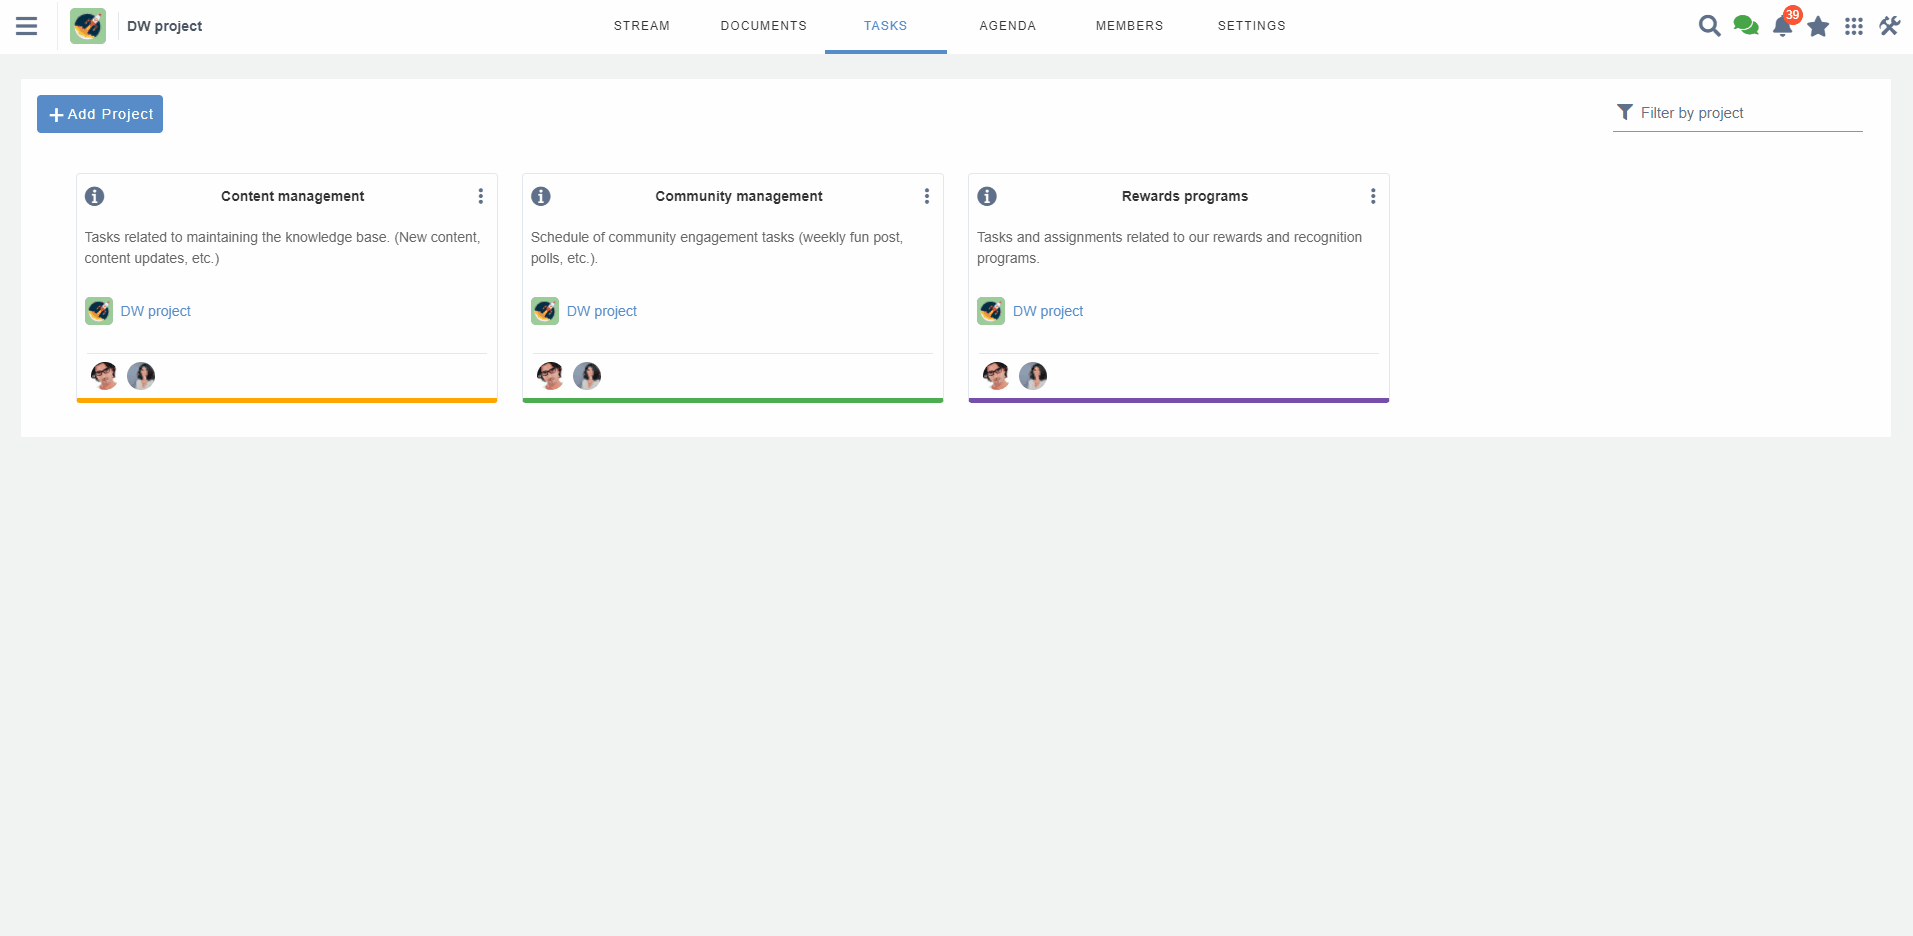 DW project
STREAM DOCUMENTS TASKS AGENDA MEMBERS SETTINGS
39
Add Project
Filter by project
Content management
Tasks related to maintaining the knowledge base. (New content,
content updates, etc.)
DW project
Community management
Schedule of community engagement tasks (weekly fun post,
polls, etc.).
DW project
Rewards programs
Tasks and assignments related to our rewards and recognition
programs.
DW project